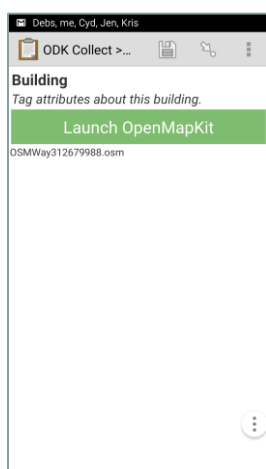 Debs, me, Cyd, Jen, Kris
ODK Collect >...
Building
Tag attributes about this building.
Launch OpenMapKit
OSMWay312679988.osm